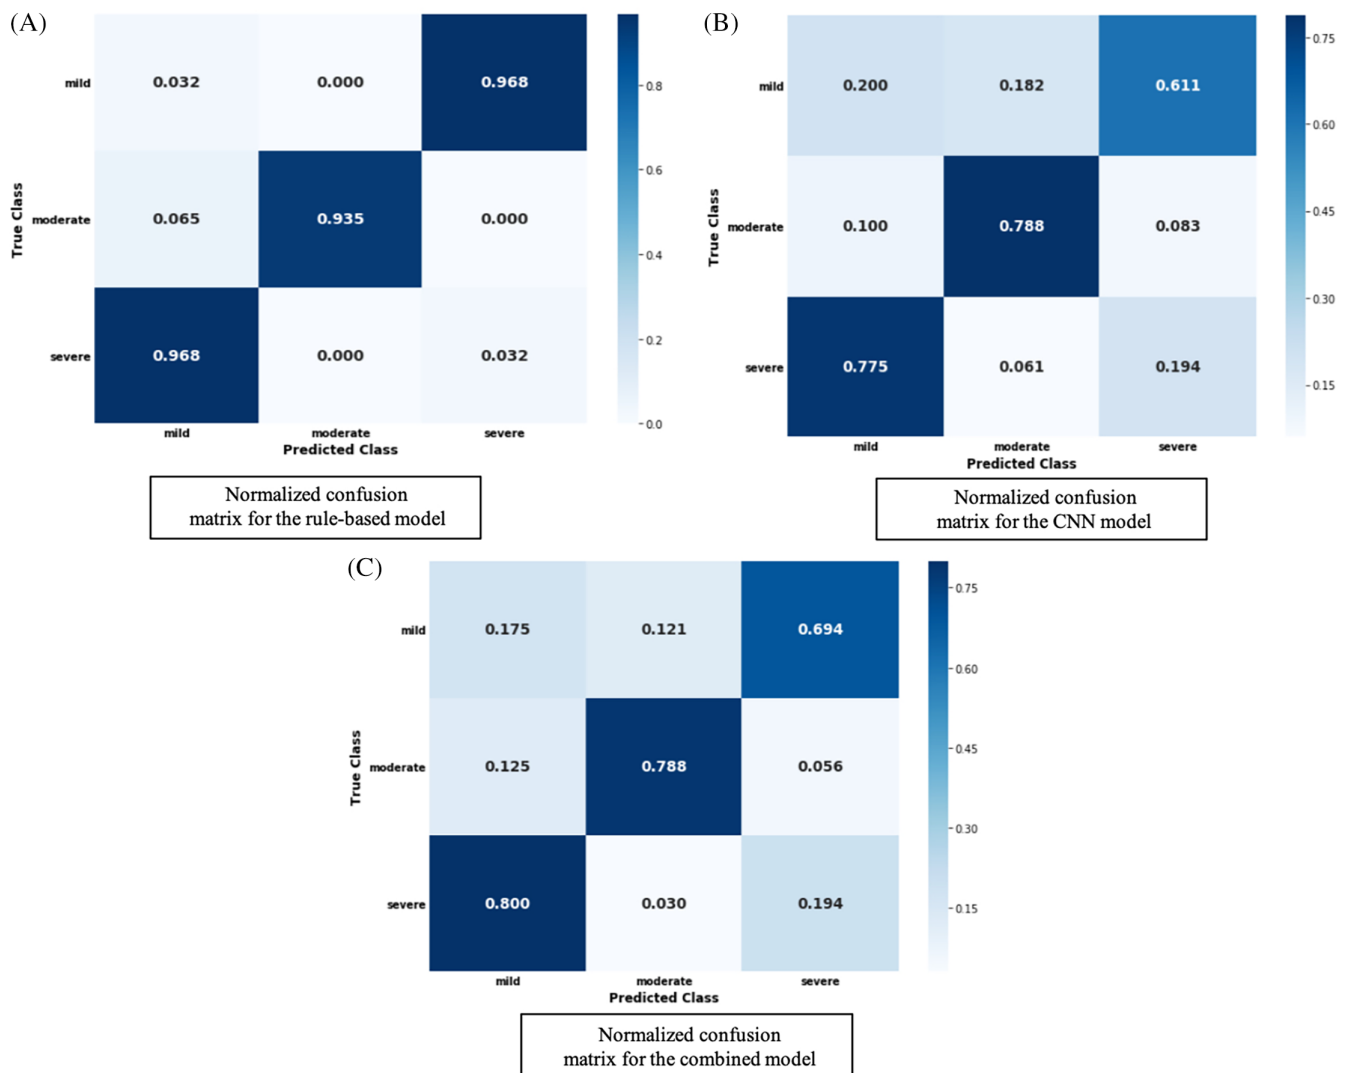 (A)
mild 0.032 0.000 0.968
moderate 0.065 0.935 0.000
severe 0.968 0.000 0.032
True Class
mild moderate severe
Predicted Class
0.8
0.6
0.4
0.2
0.0
Normalized confusion
matrix for the rule-based model
(B)
mild 0.200 0.182 0.611
moderate 0.100 0.788 0.083
severe 0.775 0.061 0.194
True Class
mild moderate severe
Predicted Class
0.75
0.60
0.45
0.30
0.15
Normalized confusion
matrix for the CNN model
(C)
mild 0.175 0.121 0.694
moderate 0.125 0.788 0.056
severe 0.800 0.030 0.194
True Class
mild moderate severe
Predicted Class
0.75
0.60
0.45
0.30
0.15
Normalized confusion
matrix for the combined model